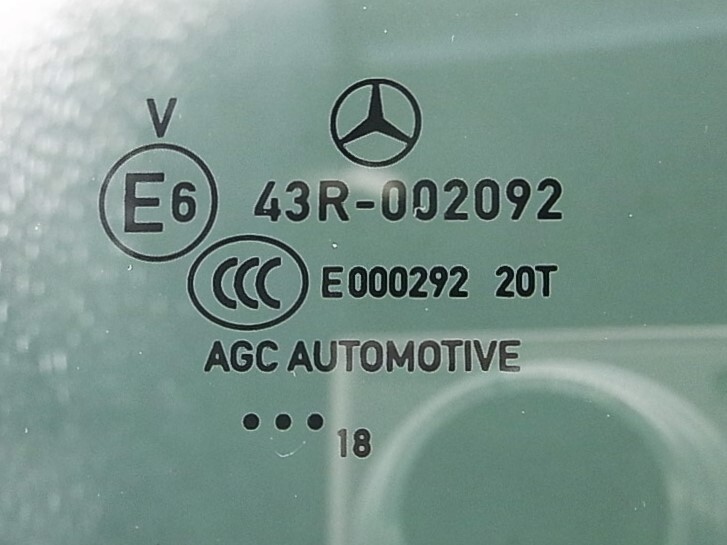 V
E6 43R-002092
CCC E000292 20T
AGC AUTOMOTIVE
•••18